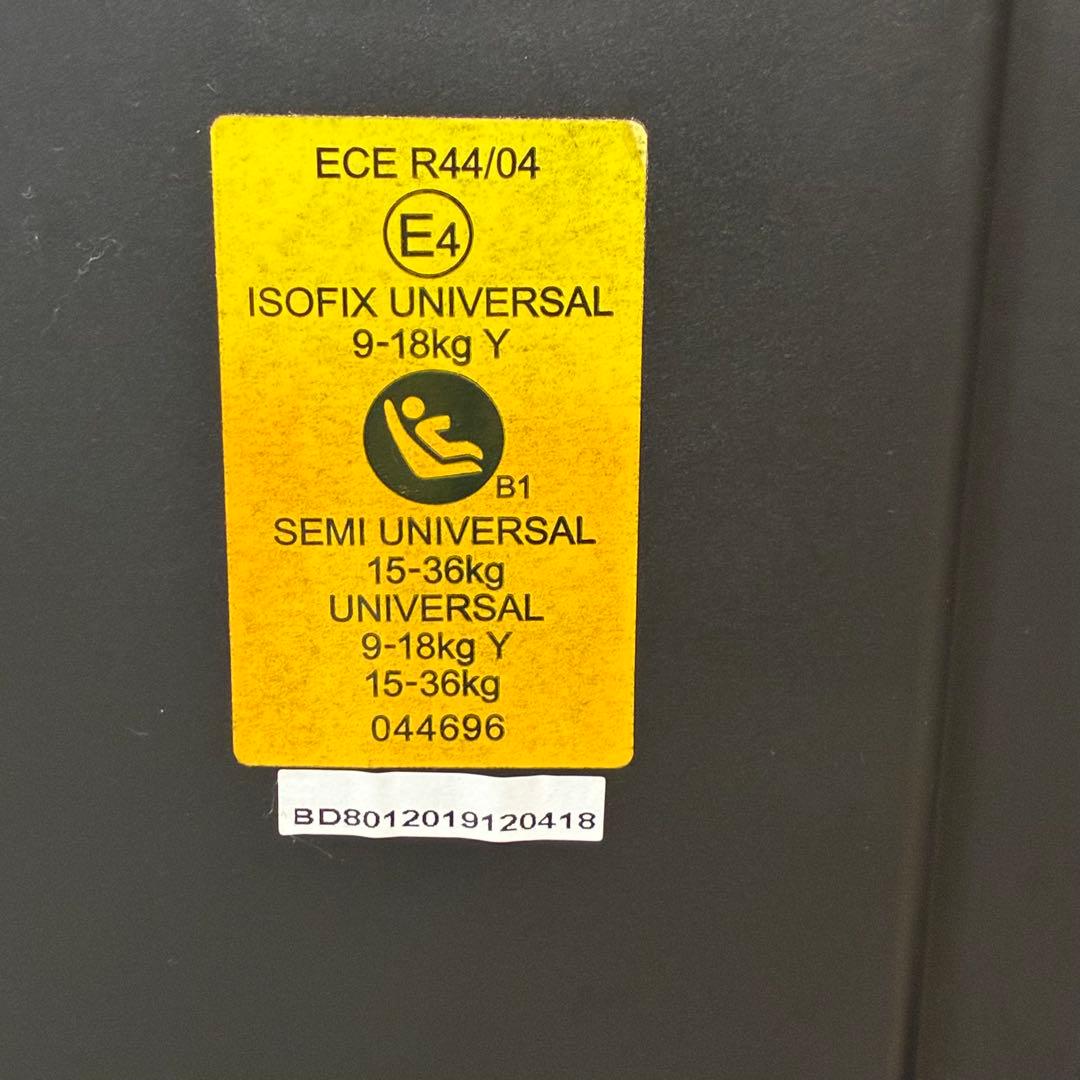 ECE R44/04
E4
ISOFIX UNIVERSAL
9-18kg Y
B1
SEMI UNIVERSAL
15-36kg
UNIVERSAL
9-18kg Y
15-36kg
044696
BD8012019120418